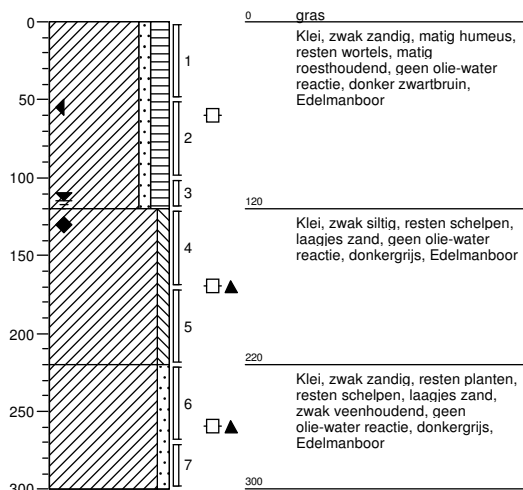 0
50
100
150
200
250
300
1
2
3
4
5
6
7
0 gras
Klei, zwak zandig, matig humeus,
resten wortels, matig
roesthoudend, geen olie-water
reactie, donker zwartbruin,
Edelmanboor
120
Klei, zwak siltig, resten schelpen,
laagjes zand, geen olie-water
reactie, donkergrijs, Edelmanboor
220
Klei, zwak zandig, resten planten,
resten schelpen, laagjes zand,
zwak veenhoudend, geen
olie-water reactie, donkergrijs,
Edelmanboor
300